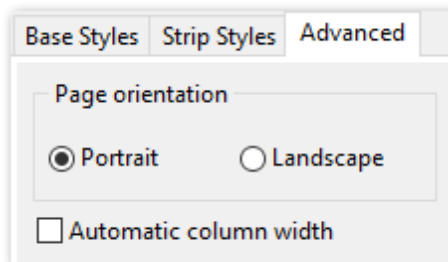 Base Styles Strip Styles Advanced
Page orientation
Portrait Landscape
Automatic column width